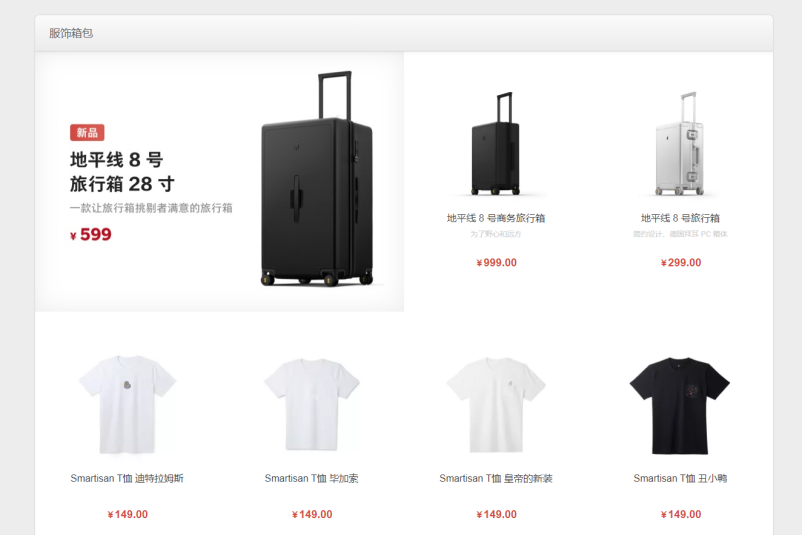 服饰箱包
新品
地平线 8 号
旅行箱 28 寸
一款让旅行箱挑剔者满意的旅行箱
¥ 599
地平线 8 号商务旅行箱
为了野心和远方
¥ 999.00
地平线 8 号旅行箱
简约设计、德国拜耳 PC 箱体
¥ 299.00
Smartisan T恤 迪特拉姆斯
¥ 149.00
Smartisan T恤 毕加索
¥ 149.00
Smartisan T恤 皇帝的新装
¥ 149.00
Smartisan T恤 丑小鸭
¥ 149.00